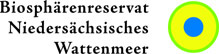 Biosphärenreservat
Niedersächsisches
Wattenmeer